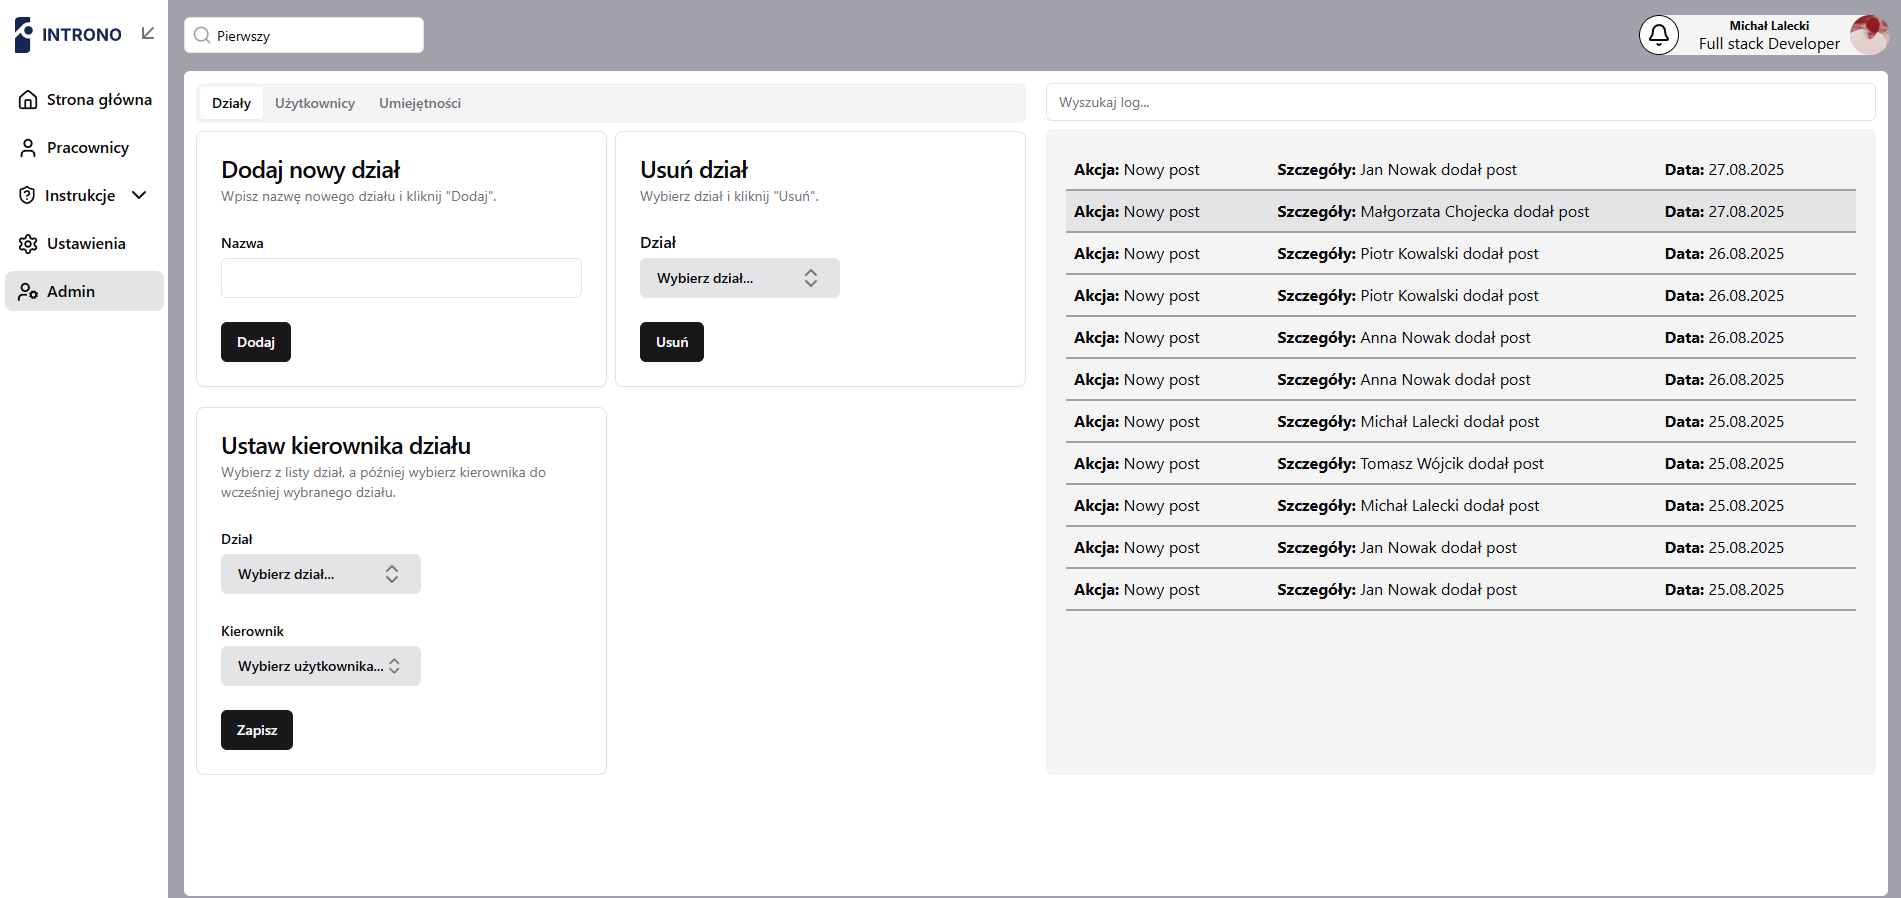 INTRONO
Strona główna
Pracownicy
Instrukcje
Ustawienia
Admin
Pierwszy
Michał Lalecki
Full stack Developer
Działy Użytkownicy Umiejętności
Dodaj nowy dział
Wpisz nazwę nowego działu i kliknij "Dodaj".
Nazwa
Dodaj
Usuń dział
Wybierz dział i kliknij "Usuń".
Dział
Wybierz dział...
Usuń
Ustaw kierownika działu
Wybierz z listy dział, a później wybierz kierownika do
wcześniej wybranego działu.
Dział
Wybierz dział...
Kierownik
Wybierz użytkownika...
Zapisz
Wyszukaj log...
Akcja: Nowy post Szczegóły: Jan Nowak dodał post Data: 27.08.2025
Akcja: Nowy post Szczegóły: Małgorzata Chojecka dodał post Data: 27.08.2025
Akcja: Nowy post Szczegóły: Piotr Kowalski dodał post Data: 26.08.2025
Akcja: Nowy post Szczegóły: Piotr Kowalski dodał post Data: 26.08.2025
Akcja: Nowy post Szczegóły: Anna Nowak dodał post Data: 26.08.2025
Akcja: Nowy post Szczegóły: Anna Nowak dodał post Data: 26.08.2025
Akcja: Nowy post Szczegóły: Michał Lalecki dodał post Data: 25.08.2025
Akcja: Nowy post Szczegóły: Tomasz Wójcik dodał post Data: 25.08.2025
Akcja: Nowy post Szczegóły: Michał Lalecki dodał post Data: 25.08.2025
Akcja: Nowy post Szczegóły: Jan Nowak dodał post Data: 25.08.2025
Akcja: Nowy post Szczegóły: Jan Nowak dodał post Data: 25.08.2025